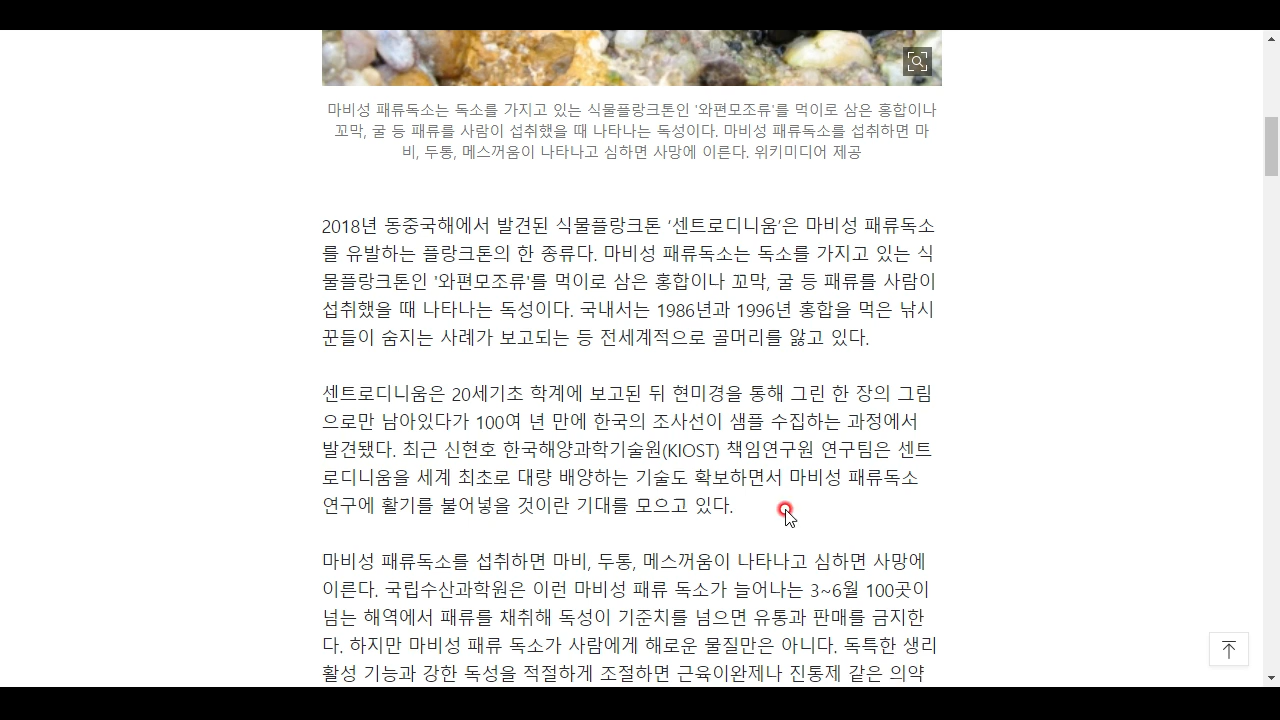 마비성 패류독소는 독소를 가지고 있는 식물플랑크톤인 '와편모조류'를 먹이로 삼은 홍합이나
꼬막, 굴 등 패류를 사람이 섭취했을 때 나타나는 독성이다. 마비성 패류독소를 섭취하면 마
비, 두통, 메스꺼움이 나타나고 심하면 사망에 이른다. 위키미디어 제공
2018년 동중국해에서 발견된 식물플랑크톤 ‘센트로디니움’은 마비성 패류독소
를 유발하는 플랑크톤의 한 종류다. 마비성 패류독소는 독소를 가지고 있는 식
물플랑크톤인 '와편모조류'를 먹이로 삼은 홍합이나 꼬막, 굴 등 패류를 사람이
섭취했을 때 나타나는 독성이다. 국내서는 1986년과 1996년 홍합을 먹은 낚시
꾼들이 숨지는 사례가 보고되는 등 전세계적으로 골머리를 앓고 있다.
센트로디니움은 20세기초 학계에 보고된 뒤 현미경을 통해 그린 한 장의 그림
으로만 남아있다가 100여 년 만에 한국의 조사선이 샘플 수집하는 과정에서
발견됐다. 최근 신현호 한국해양과학기술원(KIOST) 책임연구원 연구팀은 센트
로디니움을 세계 최초로 대량 배양하는 기술도 확보하면서 마비성 패류독소
연구에 활기를 불어넣을 것이란 기대를 모으고 있다.
마비성 패류독소를 섭취하면 마비, 두통, 메스꺼움이 나타나고 심하면 사망에
이른다. 국립수산과학원은 이런 마비성 패류 독소가 늘어나는 3~6월 100곳이
넘는 해역에서 패류를 채취해 독성이 기준치를 넘으면 유통과 판매를 금지한
다. 하지만 마비성 패류 독소가 사람에게 해로운 물질만은 아니다. 독특한 생리
활성 기능과 강한 독성을 적절하게 조절하면 근육이완제나 진통제 같은 의약